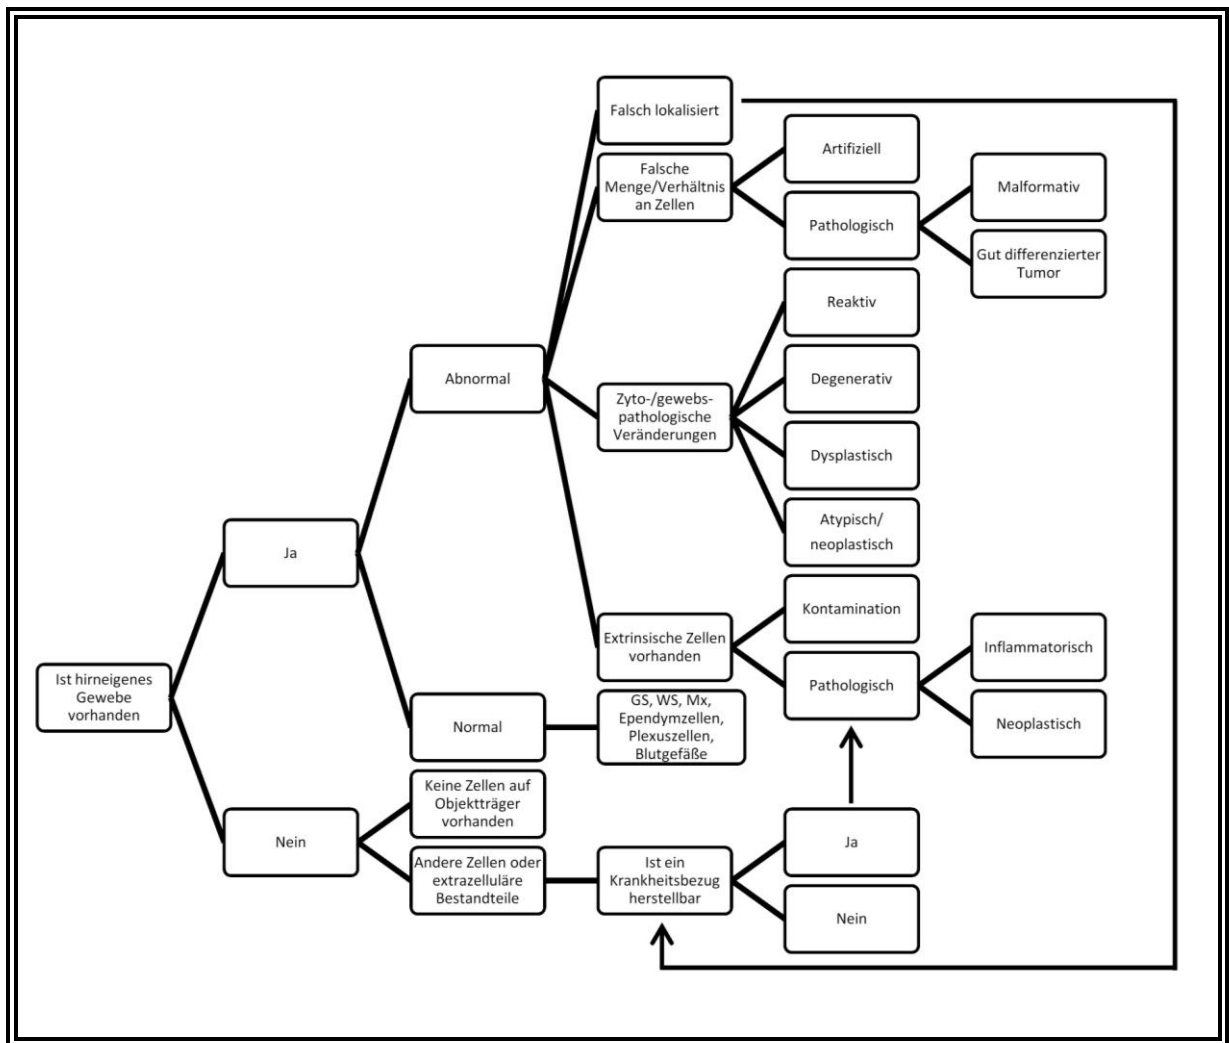 Falsch lokalisiert
Falsche
Menge/Verhältnis
an Zellen
Artifiziell
Pathologisch
Malformativ
Gut differenzierter
Tumor
Abnormal
Zyto-/gewebs-
pathologische
Veränderungen
Reaktiv
Degenerativ
Dysplastisch
Atypisch/
neoplastisch
Ja
Extrinsische Zellen
vorhanden
Kontamination
Pathologisch
Inflammatorisch
Neoplastisch
Ist hirneigenes
Gewebe
vorhanden
Normal
GS, WS, Mx,
Ependymzellen,
Plexuszellen,
Blutgefäße
Nein
Keine Zellen auf
Objektträger
vorhanden
Andere Zellen oder
extrazelluläre
Bestandteile
Ist ein
Krankheitsbezug
herstellbar
Ja
Nein